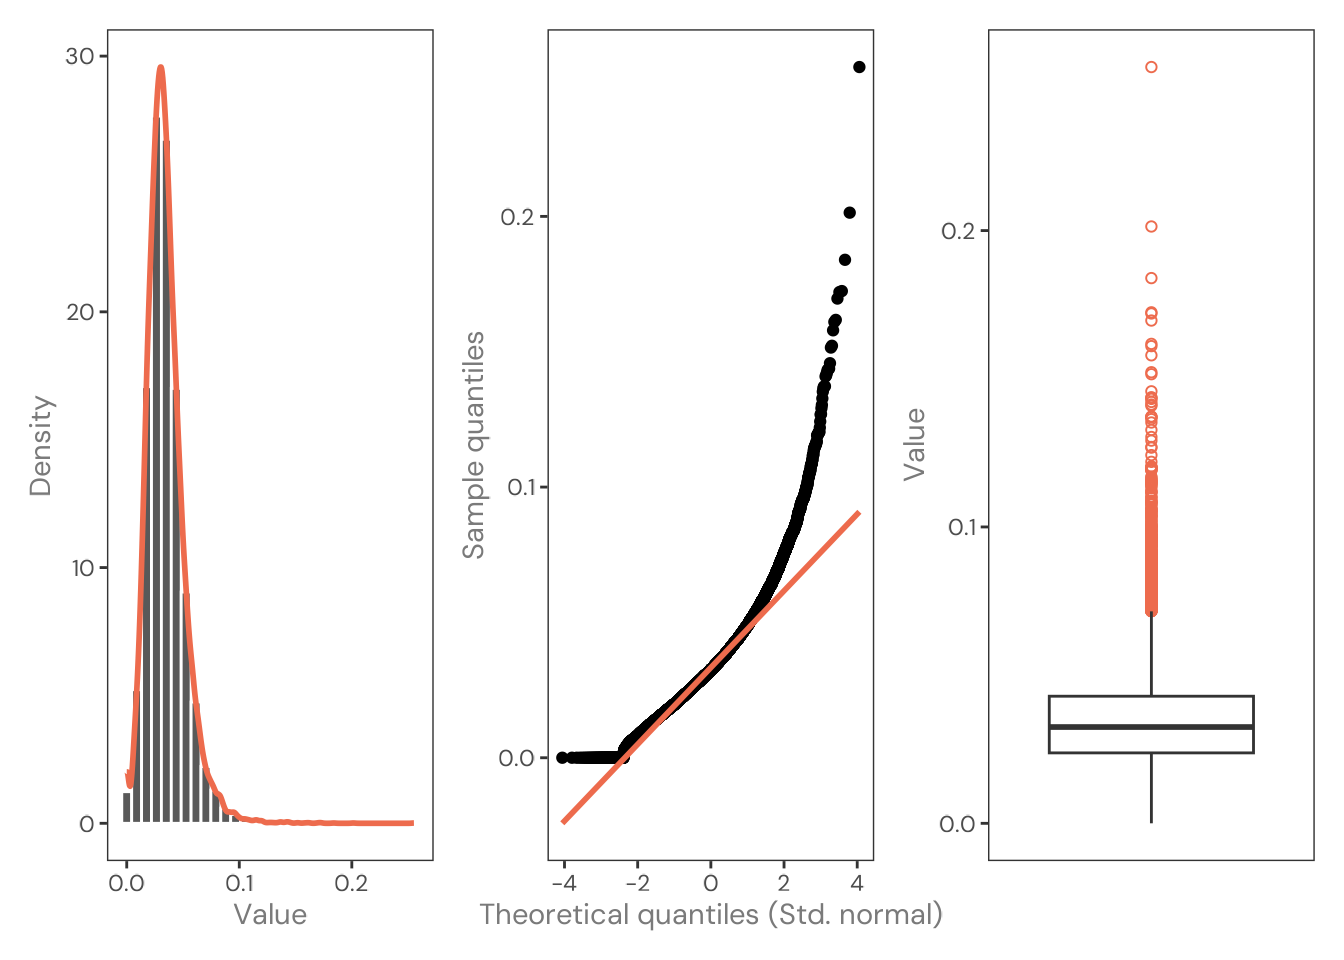 30
20
10
0
Density
0.0 0.1 0.2
Value
0.2
0.1
0.0
Sample quantiles
−4 −2 0 2 4
Theoretical quantiles (Std. normal)
0.2
0.1
0.0
Value